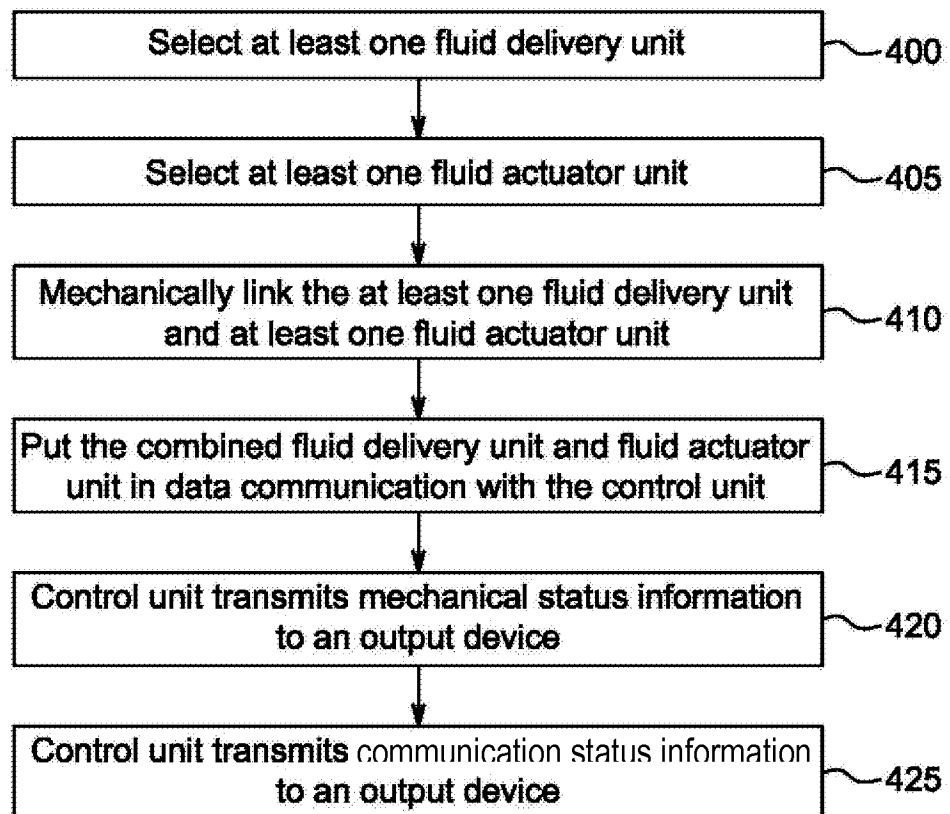 Select at least one fluid delivery unit
400
Select at least one fluid actuator unit
405
Mechanically link the at least one fluid delivery unit
and at least one fluid actuator unit
410
Put the combined fluid delivery unit and fluid actuator
unit in data communication with the control unit
415
Control unit transmits mechanical status information
to an output device
420
Control unit transmits communication status information
to an output device
425